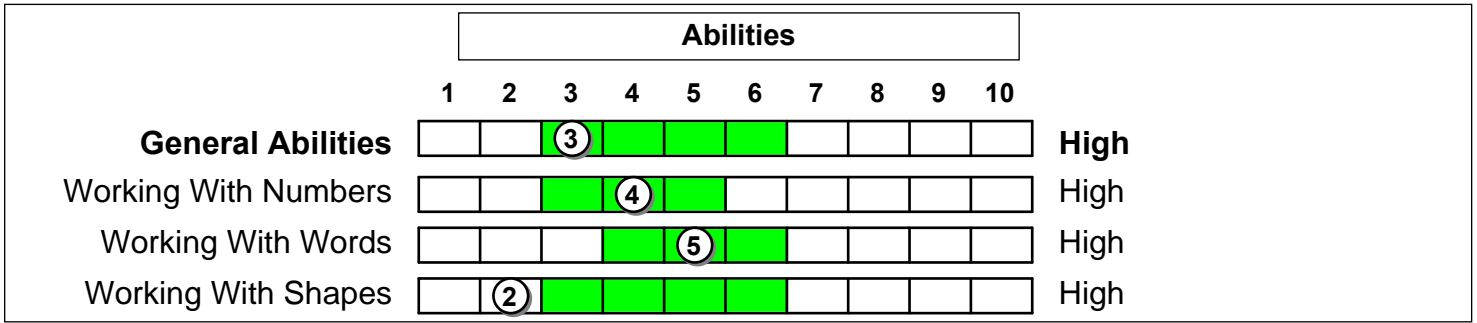 Abilities
1 2 3 4 5 6 7 8 9 10
General Abilities 3 High
Working With Numbers 4 High
Working With Words 5 High
Working With Shapes 2 High